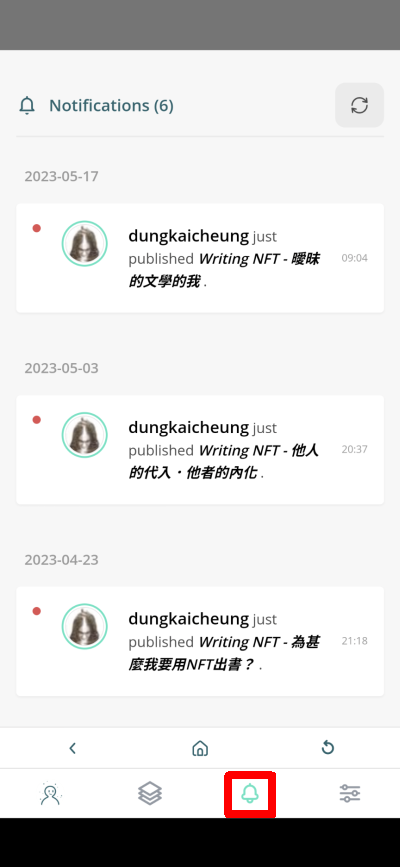 Notifications (6)
2023-05-17
dungkaicheung just
published Writing NFT - 曖昧
的文學的我 .
09:04
2023-05-03
dungkaicheung just
published Writing NFT - 他人
的代入・他者的內化 .
20:37
2023-04-23
dungkaicheung just
published Writing NFT - 為甚
麼我要用NFT出書？ .
21:18